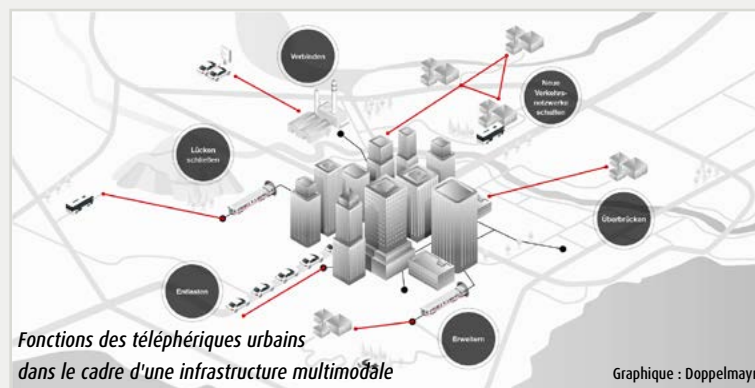 Verbinden
Neue
Verkehrs-
netzwerke
schaffen
Lücken
schließen
Überbrücken
Entlasten
Erweitern
Fonctions des téléphériques urbains
dans le cadre d'une infrastructure multimodale
Graphique : Doppelmayr